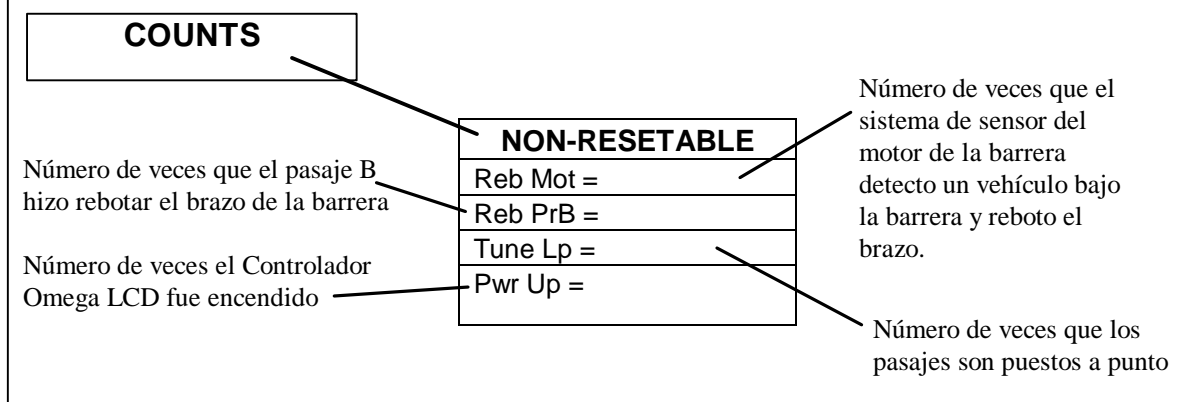 COUNTS
NON-RESETABLE
Reb Mot =
Reb PrB =
Tune Lp =
Pwr Up =
Número de veces que el pasaje B
hizo rebotar el brazo de la barrera
Número de veces el Controlador
Omega LCD fue encendido
Número de veces que el
sistema de sensor del
motor de la barrera
detecto un vehículo bajo
la barrera y reboto el
brazo.
Número de veces que los
pasajes son puestos a punto